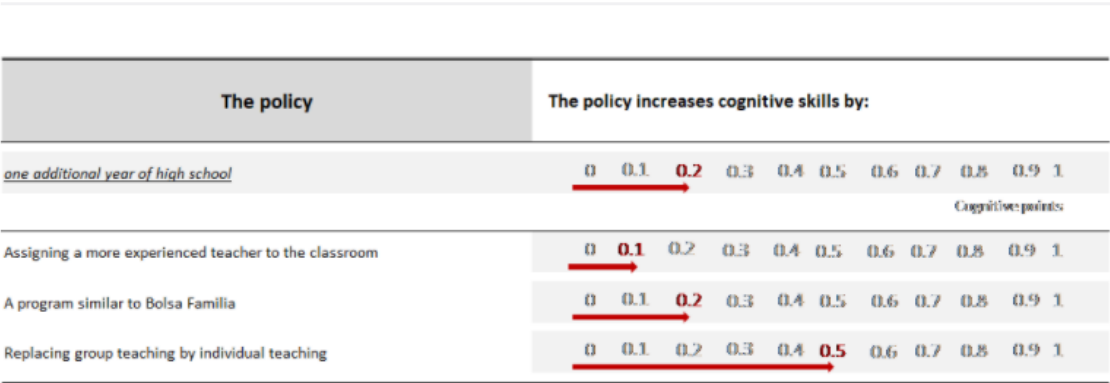 The policy The policy increases cognitive skills by:
one additional year of high school 0 0.1 0.2 0.3 0.4 0.5 0.6 0.7 0.8 0.9 1
Cognitive points
Assigning a more experienced teacher to the classroom 0 0.1 0.2 0.3 0.4 0.5 0.6 0.7 0.8 0.9 1
A program similar to Bolsa Familia 0 0.1 0.2 0.3 0.4 0.5 0.6 0.7 0.8 0.9 1
Replacing group teaching by individual teaching 0 0.1 0.2 0.3 0.4 0.5 0.6 0.7 0.8 0.9 1